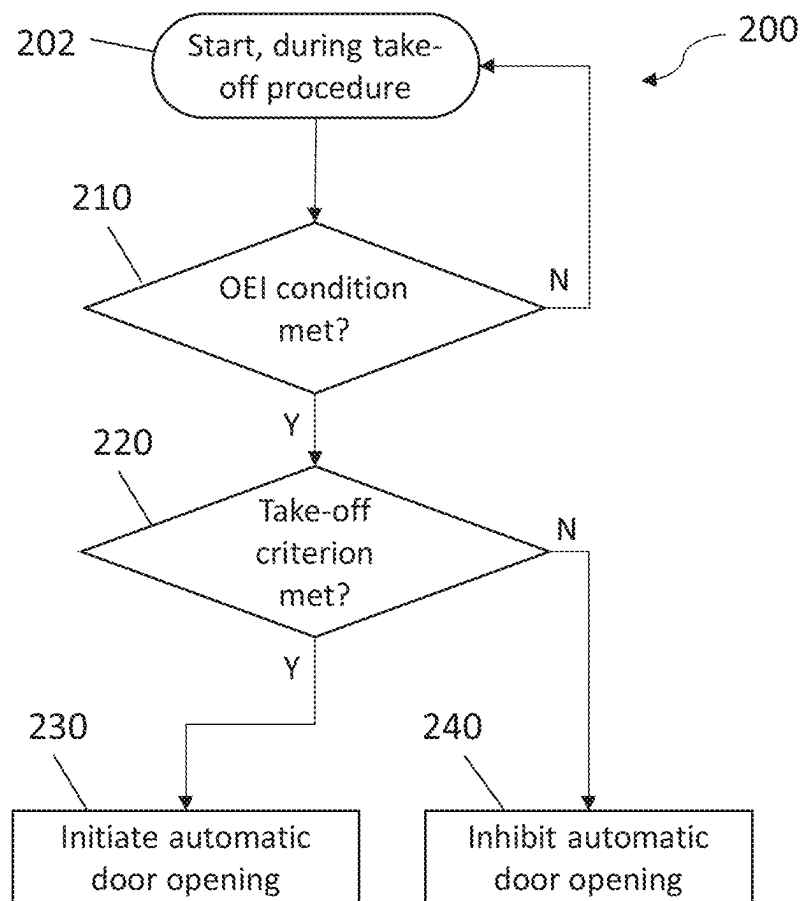 202
Start, during take-
off procedure
200
210
OEI condition
met?
N
Y
220
Take-off
criterion
met?
N
Y
230
240
Initiate automatic
door opening
Inhibit automatic
door opening